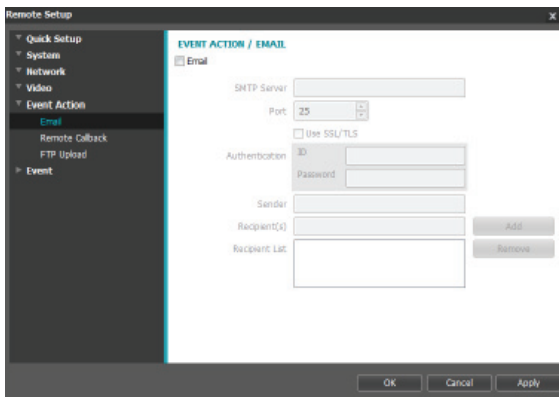 Remote Setup
x
Quick Setup
System
Network
Video
Event Action
Email
Remote Callback
FTP Upload
Event
EVENT ACTION / EMAIL
Email
SMTP Server
Port 25
Use SSL/TLS
Authentication
ID
Password
Sender
Recipient(s) Add
Recipient List Remove
OK Cancel Apply